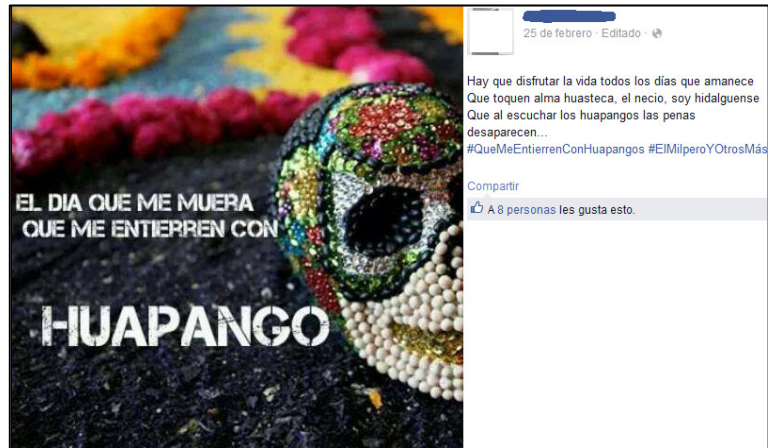 EL DIA QUE ME MUERA
QUE ME ENTIERREN CON
HUAPANGO
25 de febrero · Editado ·
Hay que disfrutar la vida todos los días que amanece
Que toquen alma huasteca, el necio, soy hidalguense
Que al escuchar los huapangos las penas
desaparecen...
#QueMeEntierrenConHuapangos #ElMilperoYOtrosMás
Compartir
A 8 personas les gusta esto.